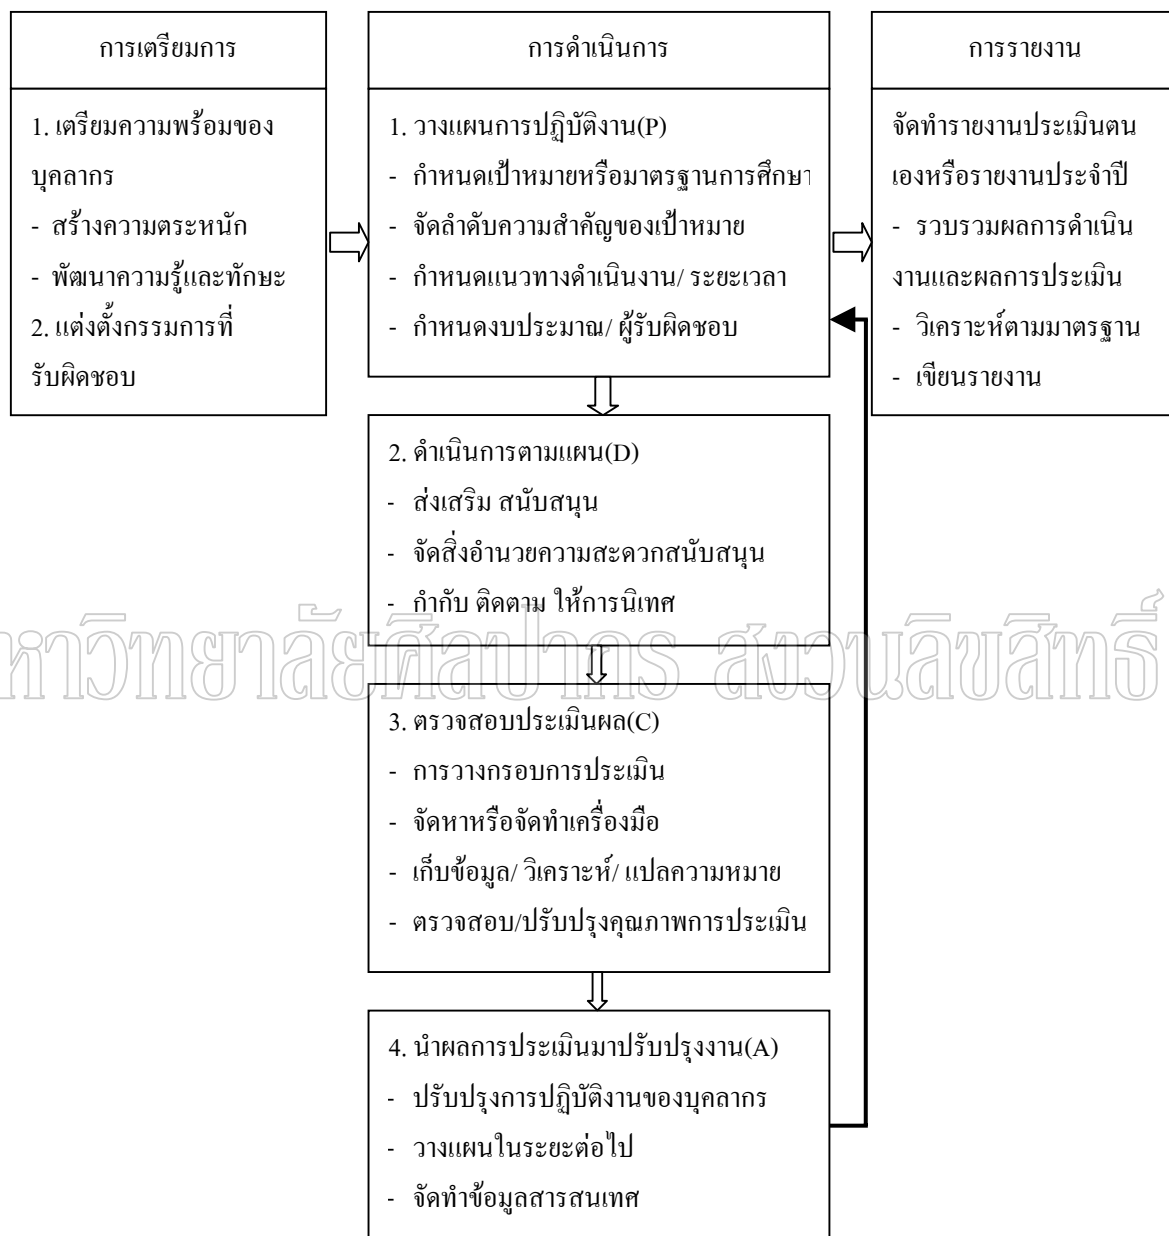 การเตรียมการ
1. เตรียมความพร้อมของ
บุคลากร
- สร้างความตระหนัก
- พัฒนาความรู้และทักษะ
2. แต่งตั้งกรรมการที่
รับผิดชอบ
การดำเนินการ
1. วางแผนการปฏิบัติงาน(P)
- กำหนดเป้าหมายหรือมาตรฐานการศึกษา
- จัดลำดับความสำคัญของเป้าหมาย
- กำหนดแนวทางดำเนินงาน/ ระยะเวลา
- กำหนดงบประมาณ/ ผู้รับผิดชอบ
2. ดำเนินการตามแผน(D)
- ส่งเสริม สนับสนุน
- จัดสิ่งอำนวยความสะดวกสนับสนุน
- กำกับ ติดตาม ให้การนิเทศ
3. ตรวจสอบประเมินผล(C)
- การวางกรอบการประเมิน
- จัดหาหรือจัดทำเครื่องมือ
- เก็บข้อมูล/ วิเคราะห์/ แปลความหมาย
- ตรวจสอบ/ปรับปรุงคุณภาพการประเมิน
4. นำผลการประเมินมาปรับปรุงงาน(A)
- ปรับปรุงการปฏิบัติงานของบุคลากร
- วางแผนในระยะต่อไป
- จัดทำข้อมูลสารสนเทศ
การรายงาน
จัดทำรายงานประเมินตน
เองหรือรายงานประจำปี
- รวบรวมผลการดำเนิน
งานและผลการประเมิน
- วิเคราะห์ตามมาตรฐาน
- เขียนรายงาน
หาวิทยาลัยศิลปากร สงวนลิขสิทธิ์